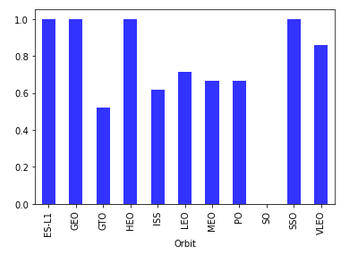 1.0
0.8
0.6
0.4
0.2
0.0
ES-L1
GEO
GTO
HEO
ISS
LEO
MEO
PO
SO
SSO
VLEO
Orbit